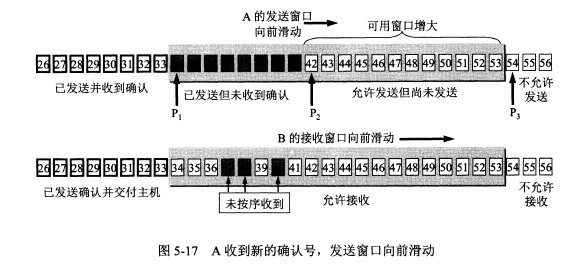 A 的发送窗口
向前滑动
可用窗口增大
26 27 28 29 30 31 32 33 42 43 44 45 46 47 48 49 50 51 52 53 54 55 56
已发送并收到确认 已发送但未收到确认 允许发送但尚未发送 不允许
发送
P1 P2 P3
B 的接收窗口向前滑动
26 27 28 29 30 31 32 33 34 35 36 39 41 42 43 44 45 46 47 48 49 50 51 52 53 54 55 56
已发送确认并交付主机 未按序收到 允许接收 不允许
接收
图 5-17 A 收到新的确认号，发送窗口向前滑动